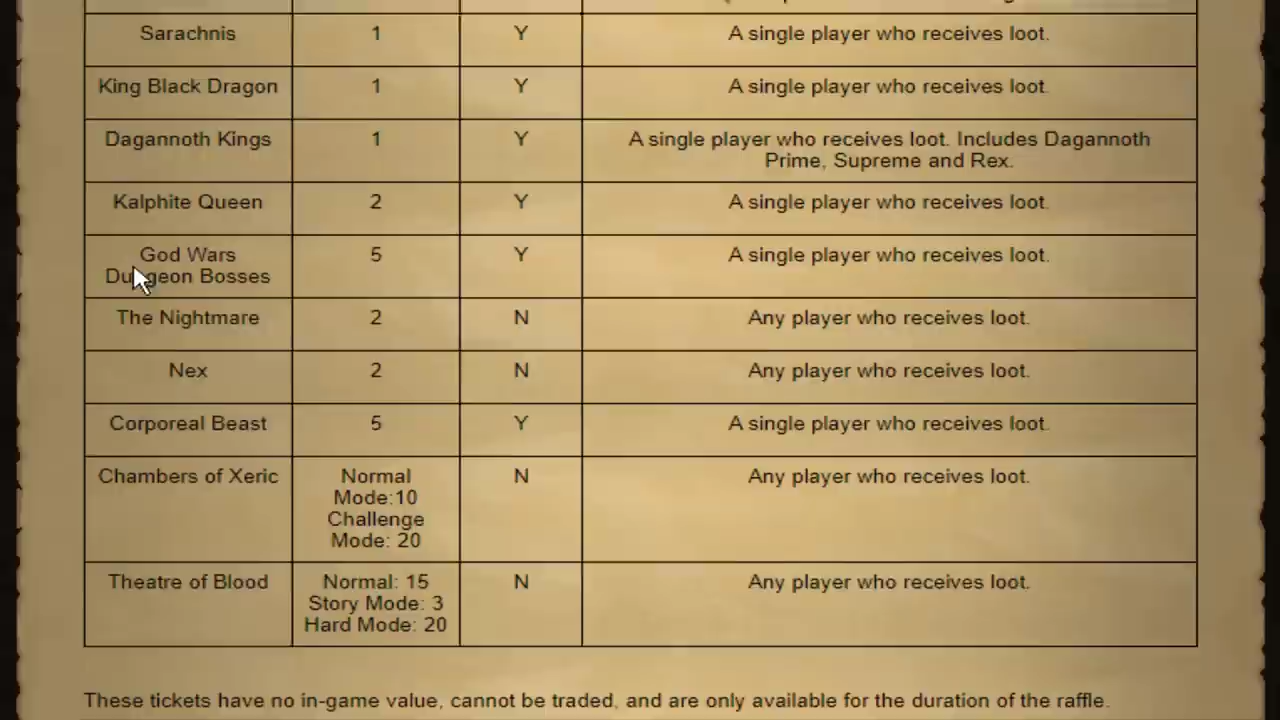 Sarachnis 1 Y A single player who receives loot.
King Black Dragon 1 Y A single player who receives loot.
Dagannoth Kings 1 Y A single player who receives loot. Includes Dagannoth
Prime, Supreme and Rex.
Kalphite Queen 2 Y A single player who receives loot.
God Wars 5 Y A single player who receives loot.
Dungeon Bosses
The Nightmare 2 N Any player who receives loot.
Nex 2 N Any player who receives loot.
Corporeal Beast 5 Y A single player who receives loot.
Chambers of Xeric Normal N Any player who receives loot.
Mode:10
Challenge
Mode: 20
Theatre of Blood Normal: 15 N Any player who receives loot.
Story Mode: 3
Hard Mode: 20
These tickets have no in-game value, cannot be traded, and are only available for the duration of the raffle.